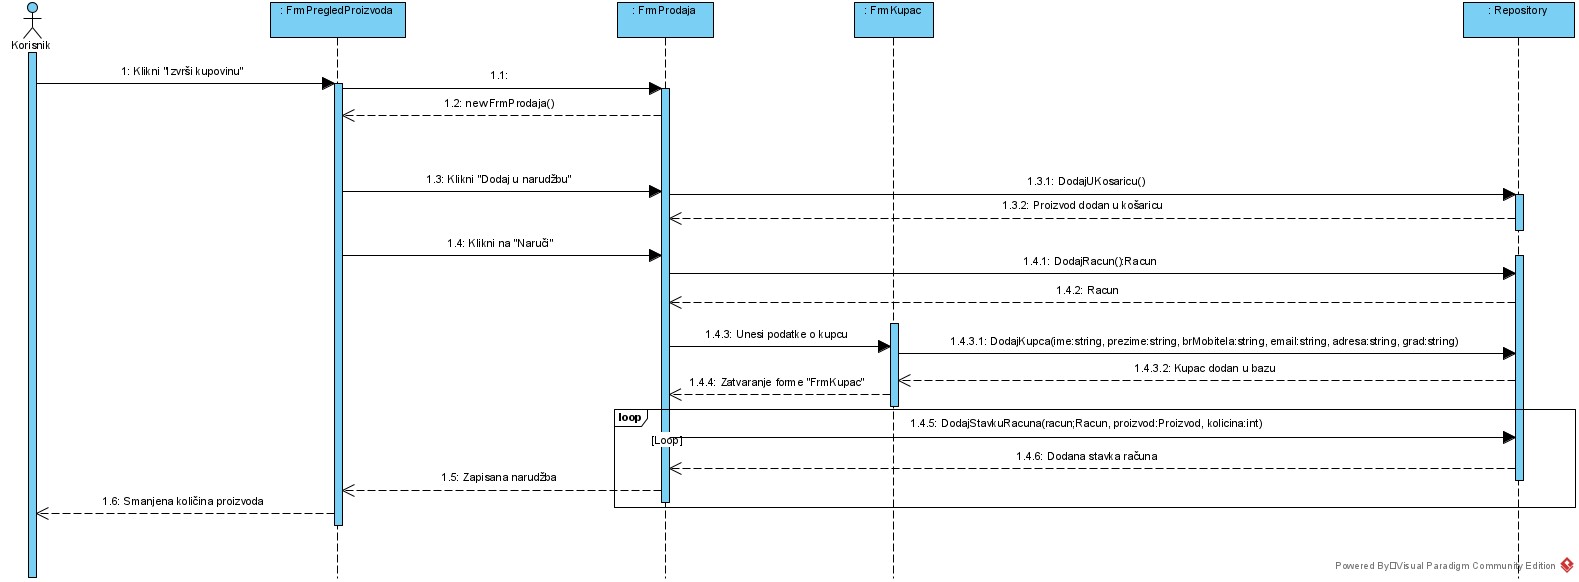 Korisnik
: FrmPregledProizvoda
: FrmProdaja
: FrmKupac
: Repository
1: Klikni "Izvrši kupovinu"
1.1:
1.2: newFrmProdaja()
1.3: Klikni "Dodaj u narudžbu"
1.3.1: DodajUKosaricu()
1.3.2: Proizvod dodan u košaricu
1.4: Klikni na "Naruči"
1.4.1: DodajRacun():Racun
1.4.2: Racun
1.4.3: Unesi podatke o kupcu
1.4.3.1: DodajKupca(ime:string, prezime:string, brMobitela:string, email:string, adresa:string, grad:string)
1.4.3.2: Kupac dodan u bazu
1.4.4: Zatvaranje forme "FrmKupac"
loop
1.4.5: DodajStavkuRacuna(racun;Racun, proizvod:Proizvod, kolicina:int)
[Loop]
1.4.6: Dodana stavka računa
1.5: Zapisana narudžba
1.6: Smanjena količina proizvoda
Powered By Visual Paradigm Community Edition